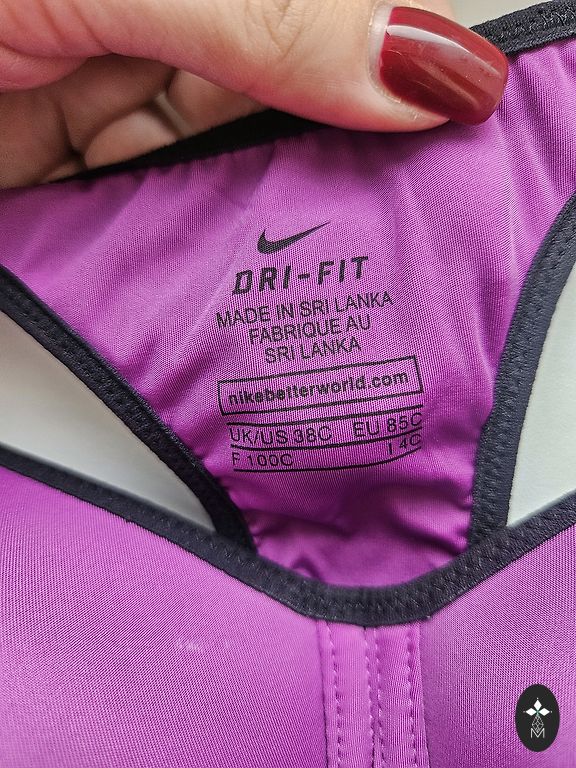 DRI-FIT
MADE IN SRI LANKA
FABRIQUE AU
SRI LANKA
nikebetterworld.com
UK/US 38C EU 85C
F 100C I 4C
M